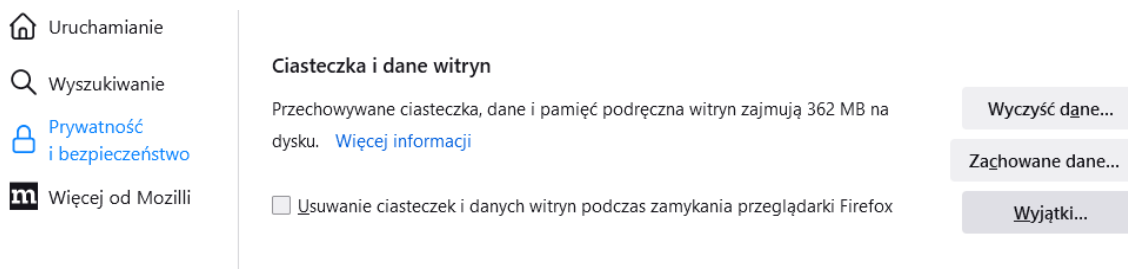 Uruchamianie
Wyszukiwanie
Prywatność
i bezpieczeństwo
Więcej od Mozilli
Ciasteczka i dane witryn
Przechowywane ciasteczka, dane i pamięć podręczna witryn zajmują 362 MB na
dysku. Więcej informacji
Usuwanie ciasteczek i danych witryn podczas zamykania przeglądarki Firefox
Wyczyść dane...
Zachowane dane...
Wyjątki...